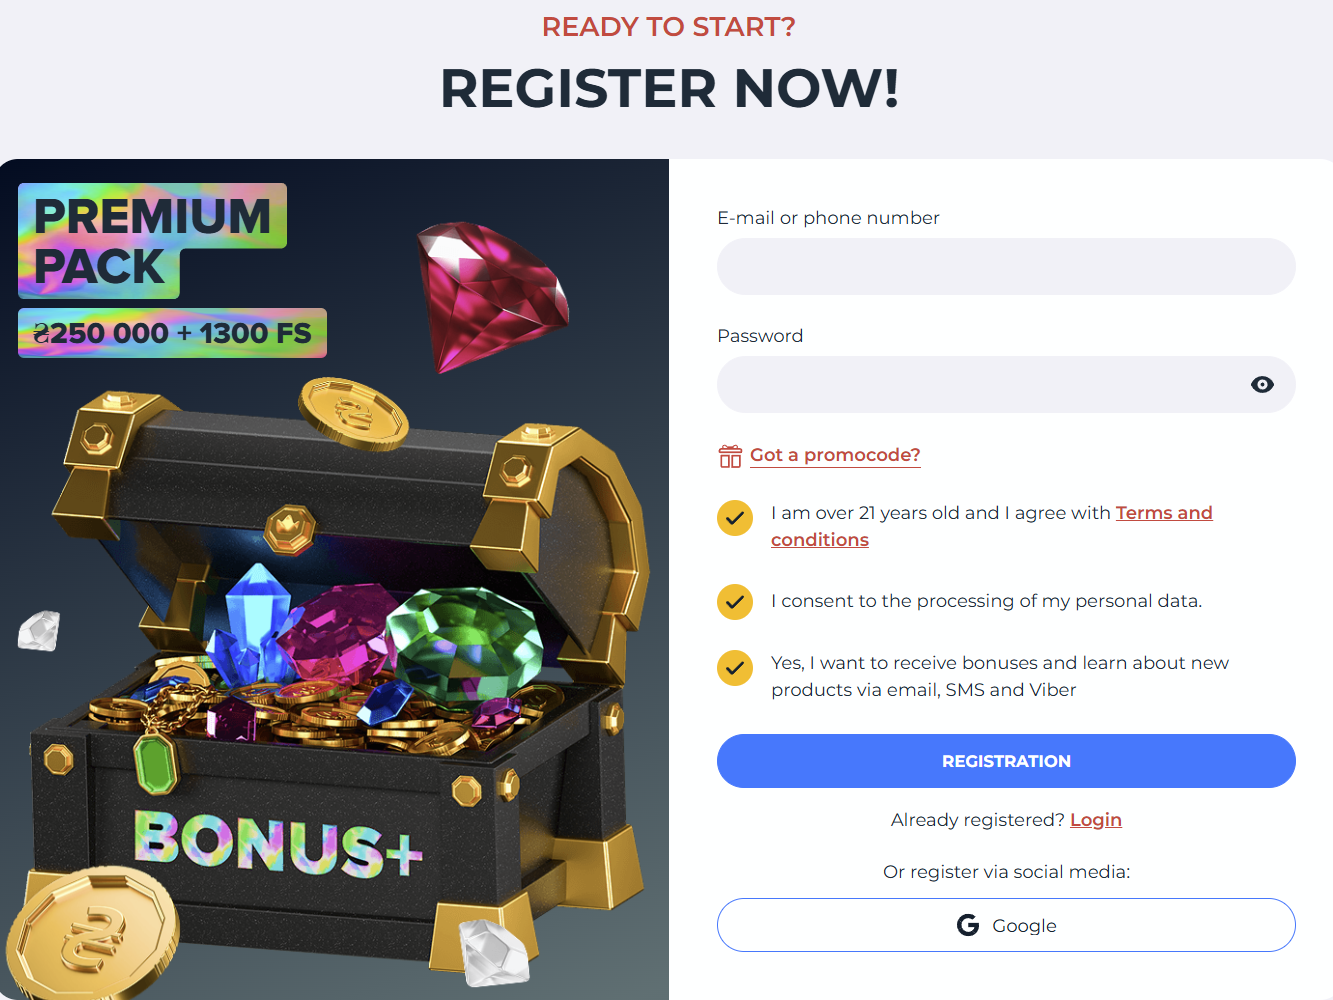 READY TO START?
REGISTER NOW!
PREMIUM
PACK
₴250 000 + 1300 FS
BONUS+
₴
₴
E-mail or phone number
Password
Got a promocode?
I am over 21 years old and I agree with Terms and
conditions
I consent to the processing of my personal data.
Yes, I want to receive bonuses and learn about new
products via email, SMS and Viber
REGISTRATION
Already registered? Login
Or register via social media:
G Google